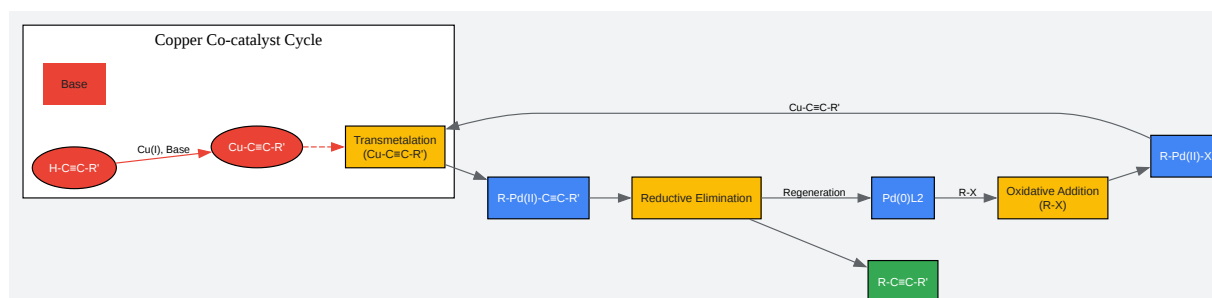 Copper Co-catalyst Cycle
Base
H-C≡C-R'
Cu(I), Base
Cu-C≡C-R'
Transmetalation
(Cu-C≡C-R')
Cu-C≡C-R'
R-Pd(II)-X
R-Pd(II)-C≡C-R'
Reductive Elimination
Regeneration
Pd(0)L2
R-X
Oxidative Addition
(R-X)
R-C≡C-R'